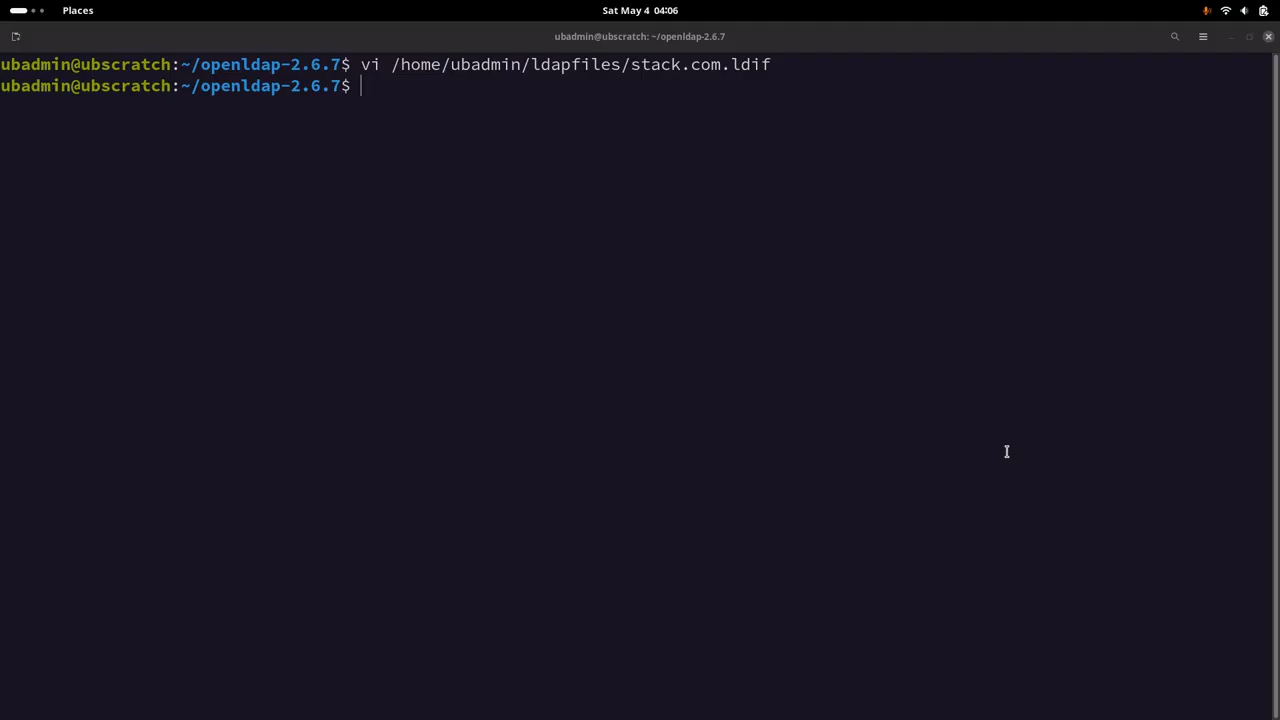 Places
Sat May 4 04:06
ubadmin@ubscratch: ~/openldap-2.6.7
ubadmin@ubscratch:~/openldap-2.6.7$ vi /home/ubadmin/ldapfiles/stack.com.ldif
ubadmin@ubscratch:~/openldap-2.6.7$